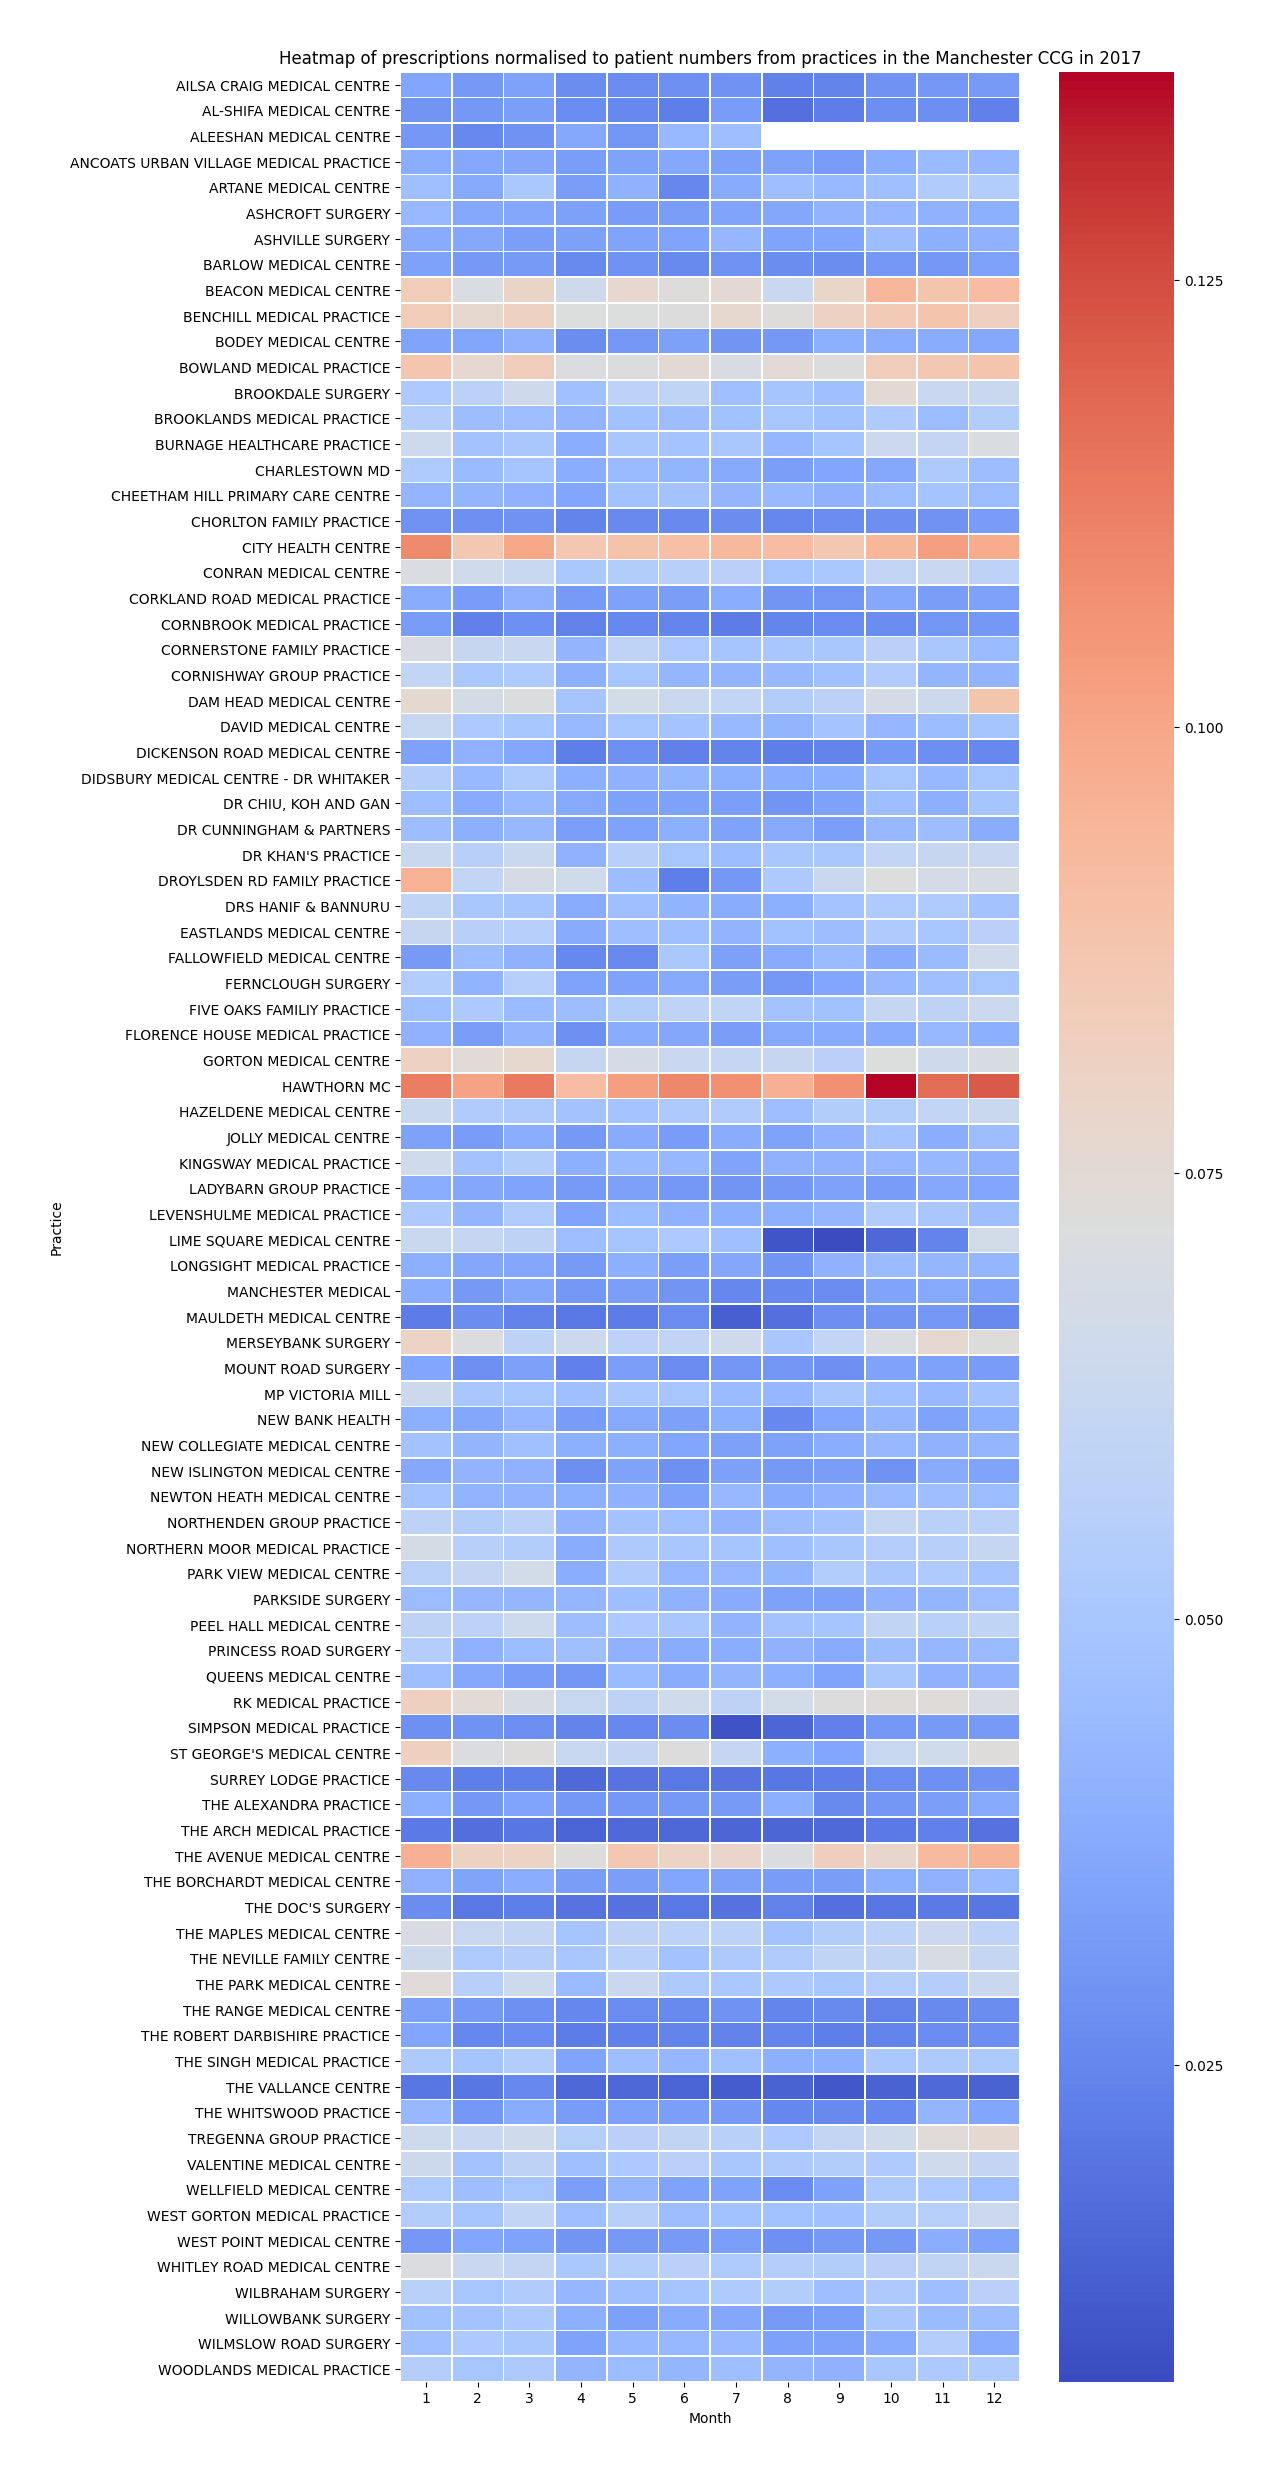 Heatmap of prescriptions normalised to patient numbers from practices in the Manchester CCG in 2017
Practice
AILSA CRAIG MEDICAL CENTRE
AL-SHIFA MEDICAL CENTRE
ALEESHAN MEDICAL CENTRE
ANCOATS URBAN VILLAGE MEDICAL PRACTICE
ARTANE MEDICAL CENTRE
ASHCROFT SURGERY
ASHVILLE SURGERY
BARLOW MEDICAL CENTRE
BEACON MEDICAL CENTRE
BENCHILL MEDICAL PRACTICE
BODEY MEDICAL CENTRE
BOWLAND MEDICAL PRACTICE
BROOKDALE SURGERY
BROOKLANDS MEDICAL PRACTICE
BURNAGE HEALTHCARE PRACTICE
CHARLESTOWN MD
CHEETHAM HILL PRIMARY CARE CENTRE
CHORLTON FAMILY PRACTICE
CITY HEALTH CENTRE
CONRAN MEDICAL CENTRE
CORKLAND ROAD MEDICAL PRACTICE
CORNBROOK MEDICAL PRACTICE
CORNERSTONE FAMILY PRACTICE
CORNISHWAY GROUP PRACTICE
DAM HEAD MEDICAL CENTRE
DAVID MEDICAL CENTRE
DICKENSON ROAD MEDICAL CENTRE
DIDSBURY MEDICAL CENTRE - DR WHITAKER
DR CHIU, KOH AND GAN
DR CUNNINGHAM & PARTNERS
DR KHAN'S PRACTICE
DROYLSDEN RD FAMILY PRACTICE
DRS HANIF & BANNURU
EASTLANDS MEDICAL CENTRE
FALLOWFIELD MEDICAL CENTRE
FERNCLOUGH SURGERY
FIVE OAKS FAMILIY PRACTICE
FLORENCE HOUSE MEDICAL PRACTICE
GORTON MEDICAL CENTRE
HAWTHORN MC
HAZELDENE MEDICAL CENTRE
JOLLY MEDICAL CENTRE
KINGSWAY MEDICAL PRACTICE
LADYBARN GROUP PRACTICE
LEVENSHULME MEDICAL PRACTICE
LIME SQUARE MEDICAL CENTRE
LONGSIGHT MEDICAL PRACTICE
MANCHESTER MEDICAL
MAULDETH MEDICAL CENTRE
MERSEYBANK SURGERY
MOUNT ROAD SURGERY
MP VICTORIA MILL
NEW BANK HEALTH
NEW COLLEGIATE MEDICAL CENTRE
NEW ISLINGTON MEDICAL CENTRE
NEWTON HEATH MEDICAL CENTRE
NORTHENDEN GROUP PRACTICE
NORTHERN MOOR MEDICAL PRACTICE
PARK VIEW MEDICAL CENTRE
PARKSIDE SURGERY
PEEL HALL MEDICAL CENTRE
PRINCESS ROAD SURGERY
QUEENS MEDICAL CENTRE
RK MEDICAL PRACTICE
SIMPSON MEDICAL PRACTICE
ST GEORGE'S MEDICAL CENTRE
SURREY LODGE PRACTICE
THE ALEXANDRA PRACTICE
THE ARCH MEDICAL PRACTICE
THE AVENUE MEDICAL CENTRE
THE BORCHARDT MEDICAL CENTRE
THE DOC'S SURGERY
THE MAPLES MEDICAL CENTRE
THE NEVILLE FAMILY CENTRE
THE PARK MEDICAL CENTRE
THE RANGE MEDICAL CENTRE
THE ROBERT DARBISHIRE PRACTICE
THE SINGH MEDICAL PRACTICE
THE VALLANCE CENTRE
THE WHITSWOOD PRACTICE
TREGENNA GROUP PRACTICE
VALENTINE MEDICAL CENTRE
WELLFIELD MEDICAL CENTRE
WEST GORTON MEDICAL PRACTICE
WEST POINT MEDICAL CENTRE
WHITLEY ROAD MEDICAL CENTRE
WILBRAHAM SURGERY
WILLOWBANK SURGERY
WILMSLOW ROAD SURGERY
WOODLANDS MEDICAL PRACTICE
1 2 3 4 5 6 7 8 9 10 11 12
Month
0.125
0.100
0.075
0.050
0.025